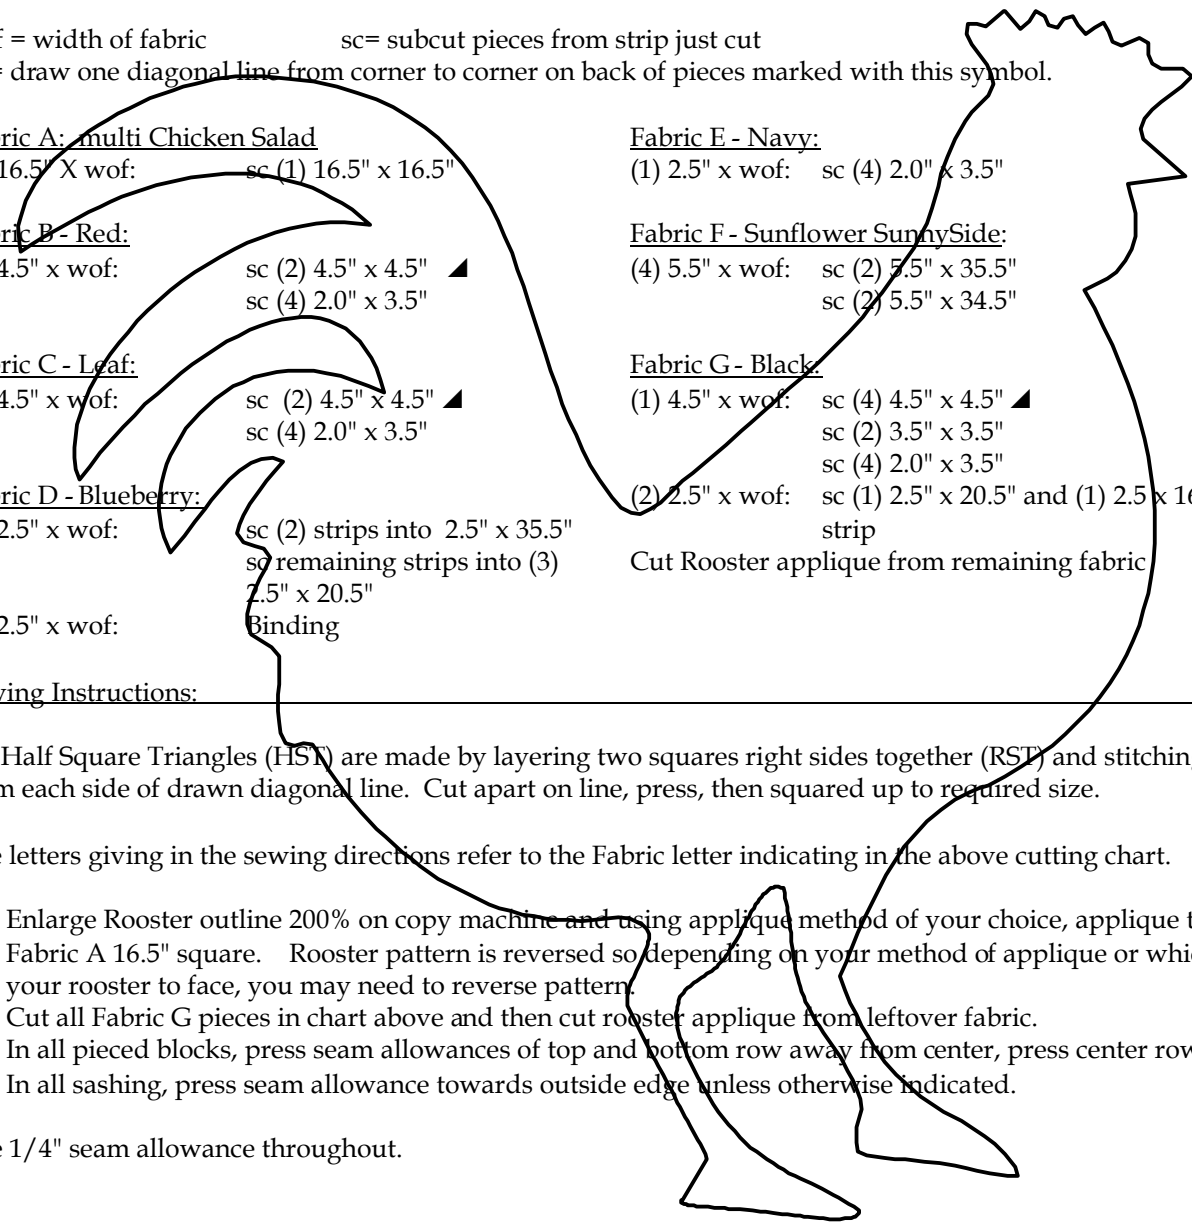 = width of fabric sc= subcut pieces from strip just cut
= draw one diagonal line from corner to corner on back of pieces marked with this symbol.
A: multi Chicken Salad
16.5" X wof: sc (1) 16.5" x 16.5"
B - Red:
4.5" x wof: sc (2) 4.5" x 4.5" ◢
sc (4) 2.0" x 3.5"
C - Leaf:
4.5" x wof: sc (2) 4.5" x 4.5" ◢
sc (4) 2.0" x 3.5"
D - Blueberry:
2.5" x wof: sc (2) strips into 2.5" x 35.5"
sc remaining strips into (3)
2.5" x 20.5"
2.5" x wof: Binding
Fabric E - Navy:
(1) 2.5" x wof: sc (4) 2.0" x 3.5"
Fabric F - Sunflower SunnySide:
(4) 5.5" x wof: sc (2) 5.5" x 35.5"
sc (2) 5.5" x 34.5"
Fabric G - Black:
(1) 4.5" x wof: sc (4) 4.5" x 4.5" ◢
sc (2) 3.5" x 3.5"
sc (4) 2.0" x 3.5"
(2) 2.5" x wof: sc (1) 2.5" x 20.5" and (1) 2.5 x
strip
Cut Rooster applique from remaining fabric
Instructions:
Half Square Triangles (HST) are made by layering two squares right sides together (RST) and stitching
each side of drawn diagonal line. Cut apart on line, press, then squared up to required size.
letters giving in the sewing directions refer to the Fabric letter indicating in the above cutting chart.
Enlarge Rooster outline 200% on copy machine and using applique method of your choice, applique
Fabric A 16.5" square. Rooster pattern is reversed so depending on your method of applique or
your rooster to face, you may need to reverse pattern.
Cut all Fabric G pieces in chart above and then cut rooster applique from leftover fabric.
In all pieced blocks, press seam allowances of top and bottom row away from center, press center row
In all sashing, press seam allowance towards outside edge unless otherwise indicated.
1/4" seam allowance throughout.